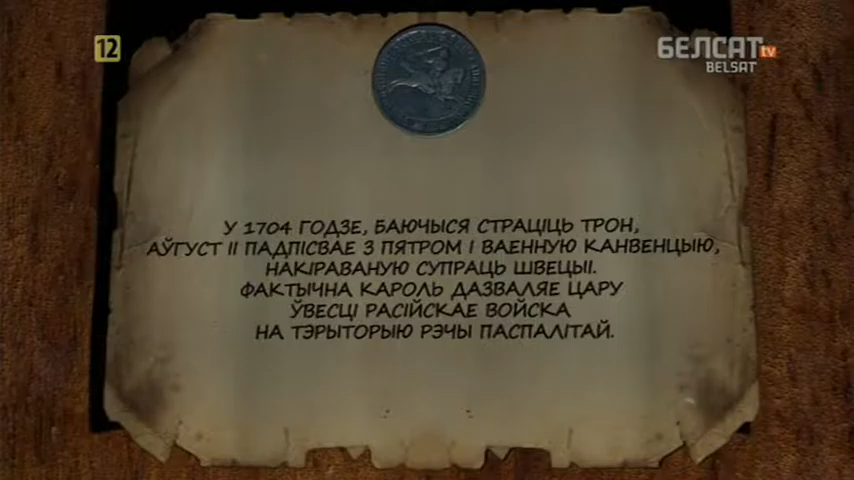 12
БЕЛСАТ tv
BELSAT
У 1704 ГОДЗЕ, БАЮЧЫСЯ СТРАЦІЦЬ ТРОН,
АЎГУСТ ІІ ПАДПІСВАЕ З ПЯТРОМ І ВАЕННУЮ КАНВЕНЦЫЮ,
НАКІРАВАНУЮ СУПРАЦЬ ШВЕЦЫІ.
ФАКТЫЧНА КАРОЛЬ ДАЗВАЛЯЕ ЦАРУ
ЎВЕСЦІ РАСІЙСКАЕ ВОЙСКА
НА ТЭРЫТОРЫЮ РЭЧЫ ПАСПАЛІТАЙ.